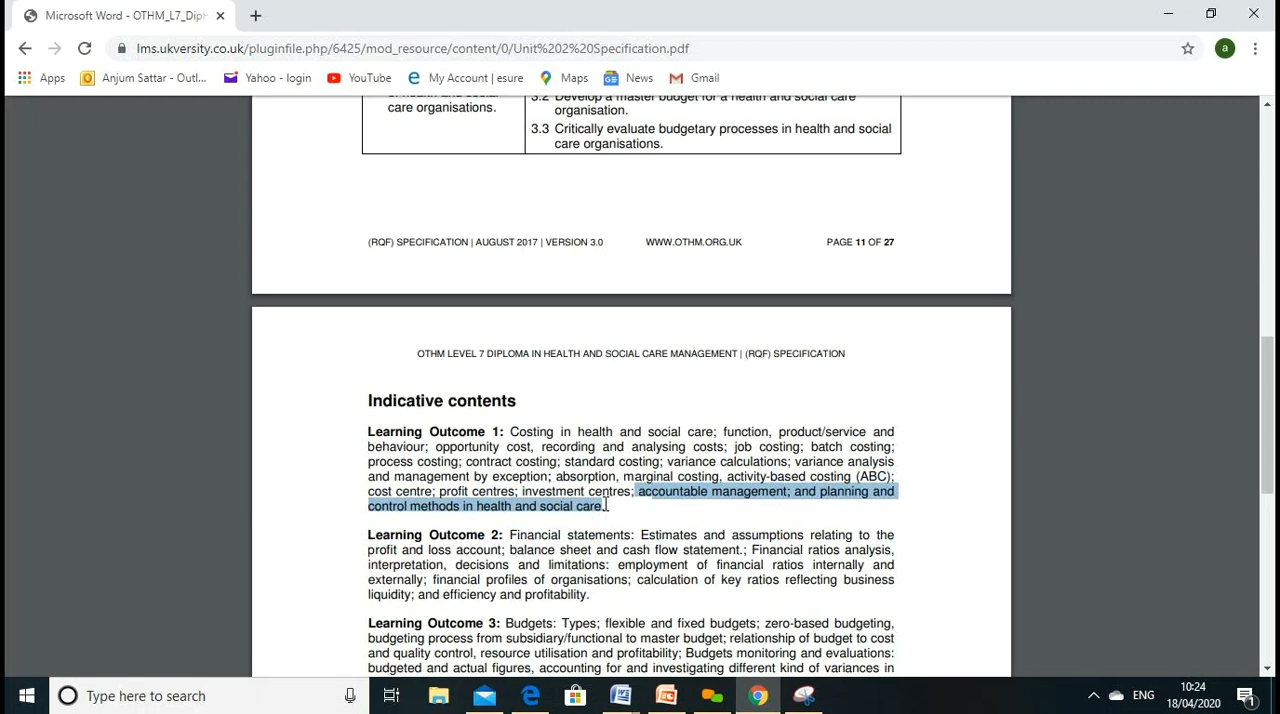 Microsoft Word - OTHM_L7_Dip
lms.ukversity.co.uk/pluginfile.php/6425/mod_resource/content/0/Unit%202%20Specification.pdf
a
Apps
Anjum Sattar - Outl...
Yahoo - login
YouTube
My Account | esure
Maps
News
Gmail
care organisations.
3.2 Develop a master budget for a health and social care
organisation.
3.3 Critically evaluate budgetary processes in health and social
care organisations.
(RQF) SPECIFICATION | AUGUST 2017 | VERSION 3.0 WWW.OTHM.ORG.UK PAGE 11 OF 27
OTHM LEVEL 7 DIPLOMA IN HEALTH AND SOCIAL CARE MANAGEMENT | (RQF) SPECIFICATION
Indicative contents
Learning Outcome 1: Costing in health and social care; function, product/service and
behaviour; opportunity cost, recording and analysing costs; job costing; batch costing;
process costing; contract costing; standard costing; variance calculations; variance analysis
and management by exception; absorption, marginal costing, activity-based costing (ABC);
cost centre; profit centres; investment centres; accountable management; and planning and
control methods in health and social care.
Learning Outcome 2: Financial statements: Estimates and assumptions relating to the
profit and loss account; balance sheet and cash flow statement.; Financial ratios analysis,
interpretation, decisions and limitations: employment of financial ratios internally and
externally; financial profiles of organisations; calculation of key ratios reflecting business
liquidity; and efficiency and profitability.
Learning Outcome 3: Budgets: Types; flexible and fixed budgets; zero-based budgeting,
budgeting process from subsidiary/functional to master budget; relationship of budget to cost
and quality control, resource utilisation and profitability; Budgets monitoring and evaluations:
budgeted and actual figures, accounting for and investigating different kind of variances in
Type here to search
ENG
10:24
18/04/2020
1